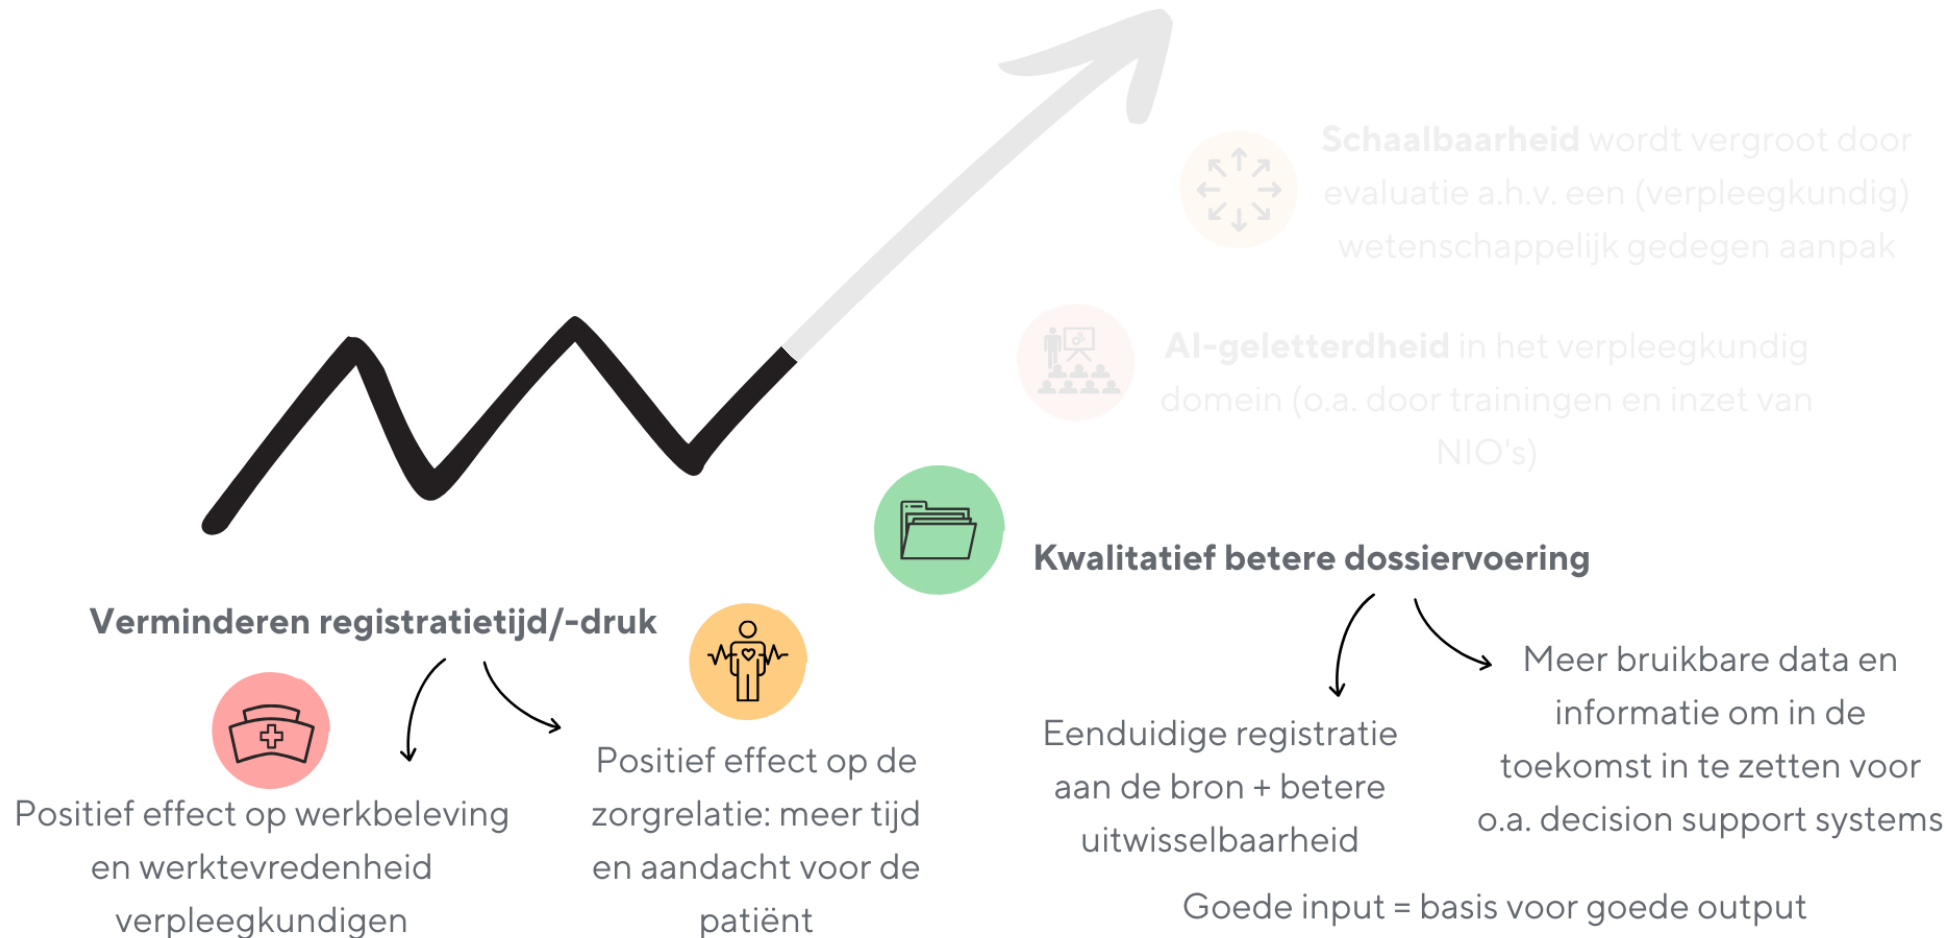 Schaalbaarheid wordt vergroot door
evaluatie a.h.v. een (verpleegkundig)
wetenschappelijk gedegen aanpak
AI-geletterdheid in het verpleegkundig
domein (o.a. door trainingen en inzet van
NIO's)
Kwalitatief betere dossiervoering
Eenduidige registratie
aan de bron + betere
uitwisselbaarheid
Meer bruikbare data en
informatie om in de
toekomst in te zetten voor
o.a. decision support systems
Goede input = basis voor goede output
Verminderen registratietijd/-druk
Positief effect op werkbeleving
en werktevredenheid
verpleegkundigen
Positief effect op de
zorgrelatie: meer tijd
en aandacht voor de
patiënt